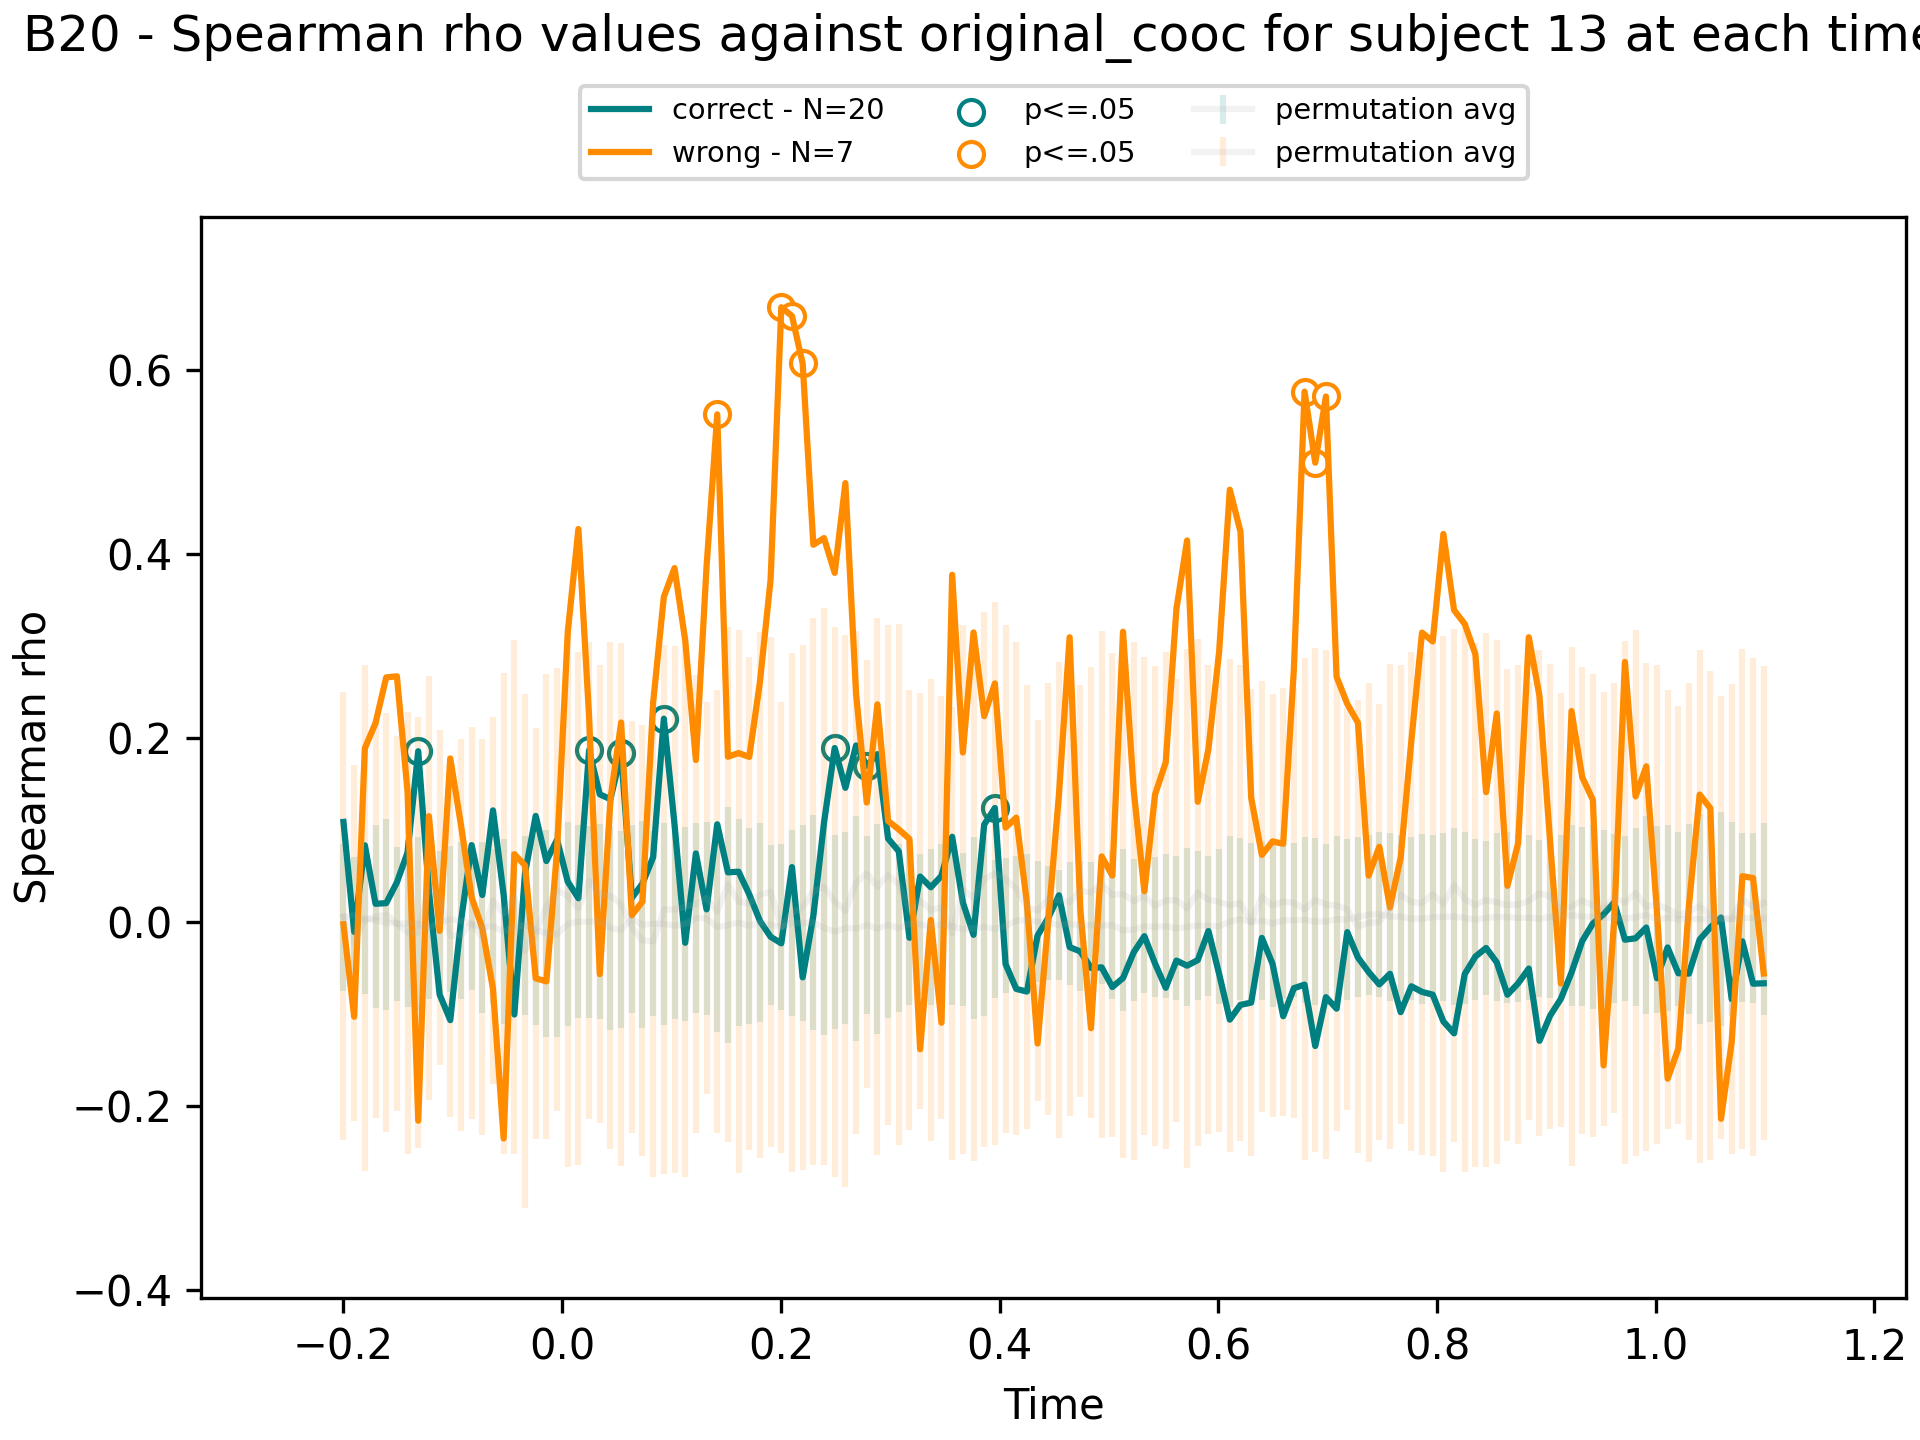 B20 - Spearman rho values against original_cooc for subject 13 at each time
correct - N=20
wrong - N=7
p<=.05
p<=.05
permutation avg
permutation avg
Spearman rho
0.6
0.4
0.2
0.0
−0.2
−0.4
−0.2 0.0 0.2 0.4 0.6 0.8 1.0 1.2
Time